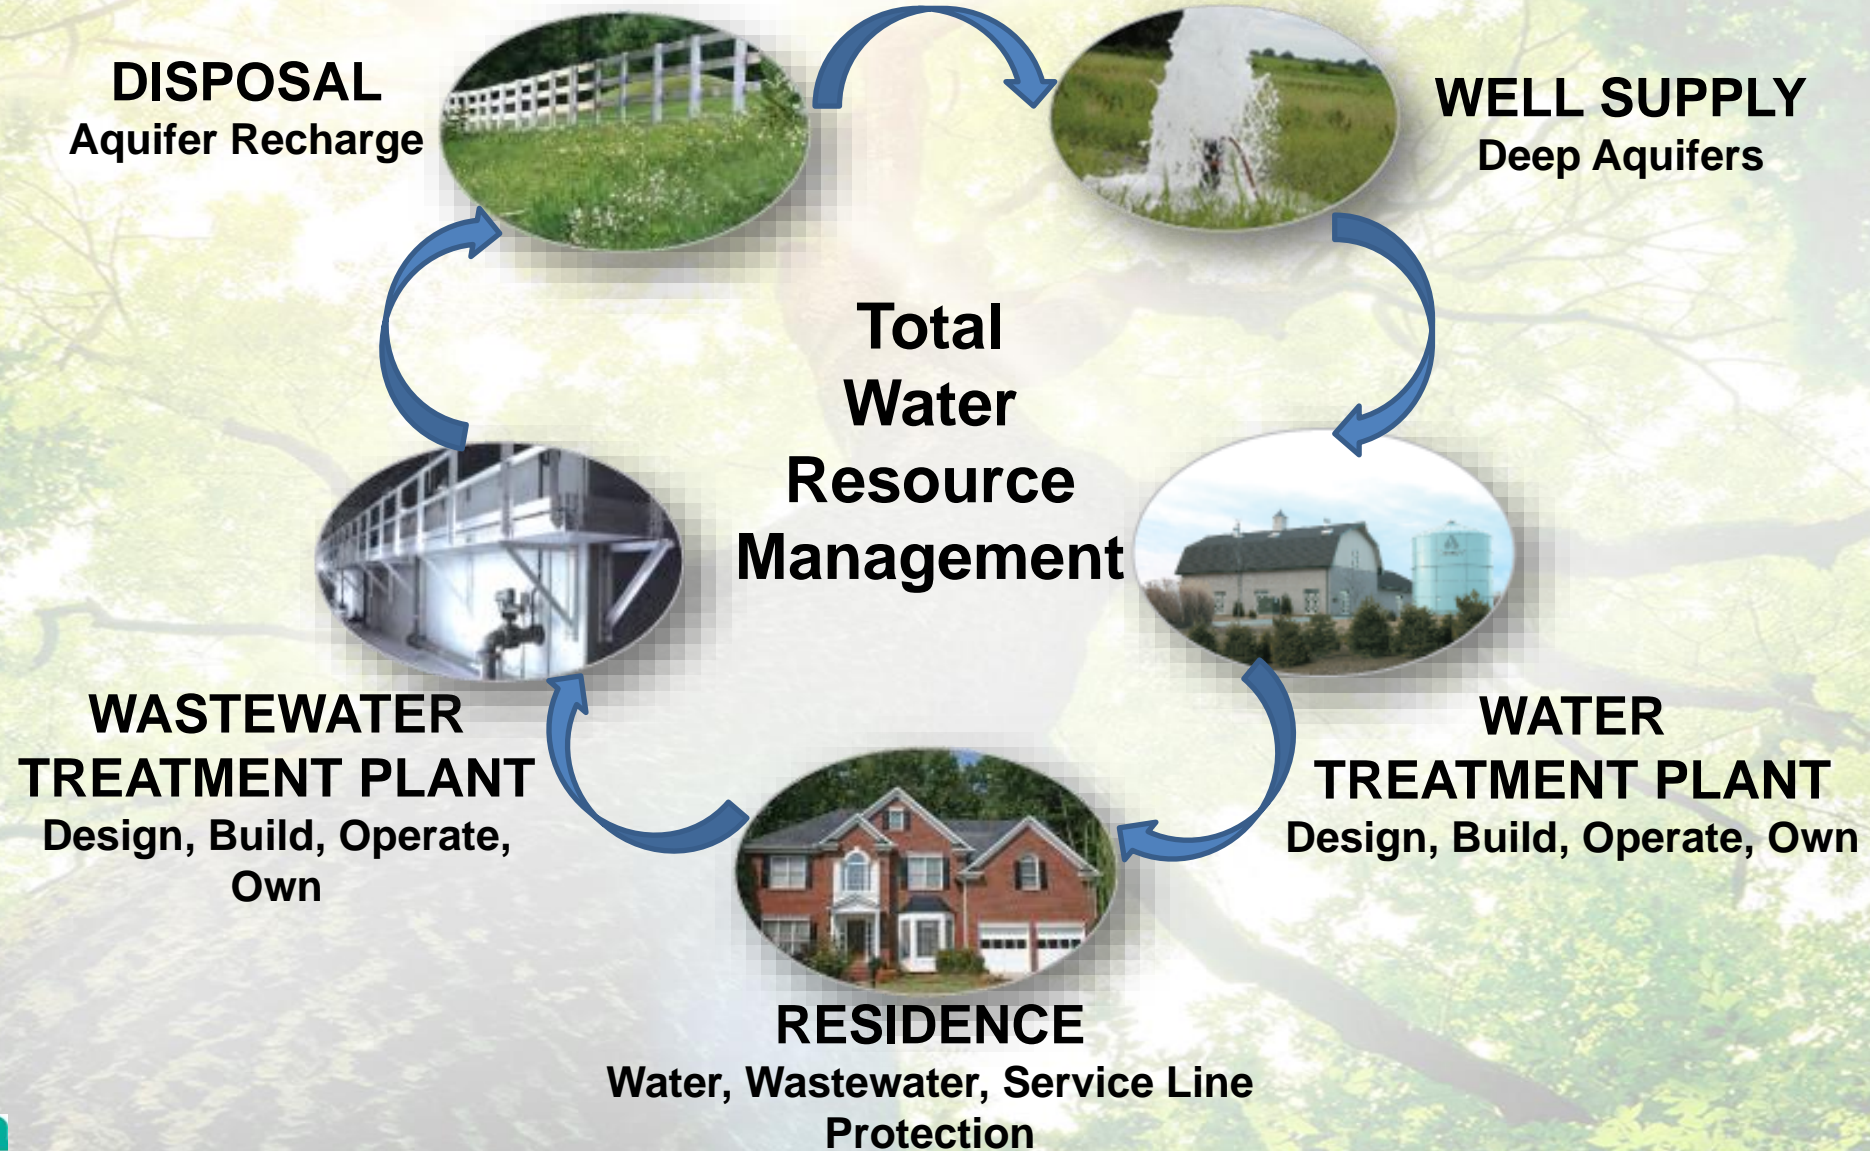 DISPOSAL
Aquifer Recharge
WELL SUPPLY
Deep Aquifers
Total
Water
Resource
Management
WASTEWATER
TREATMENT PLANT
Design, Build, Operate,
Own
WATER
TREATMENT PLANT
Design, Build, Operate, Own
RESIDENCE
Water, Wastewater, Service Line
Protection